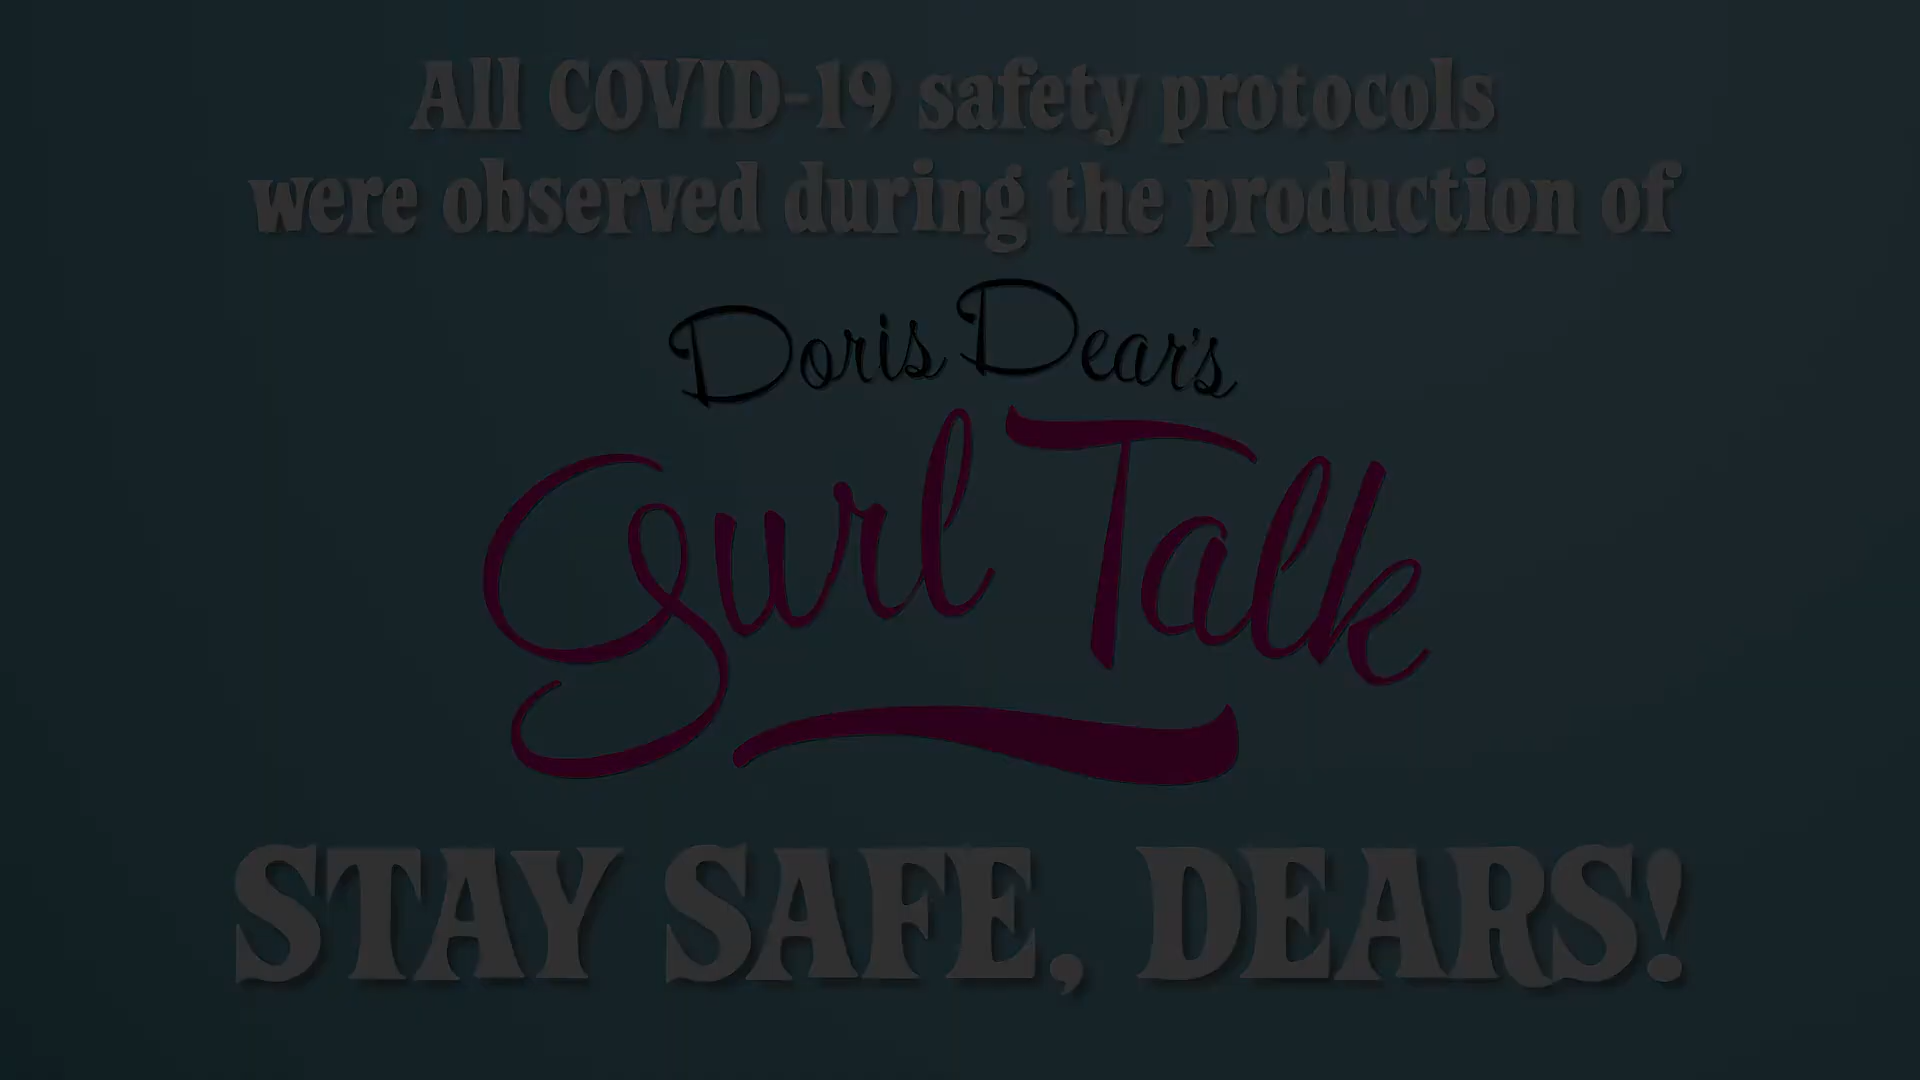 All COVID-19 safety protocols
were observed during the production of
Doris Dear's
Gurl Talk
STAY SAFE, DEARS!